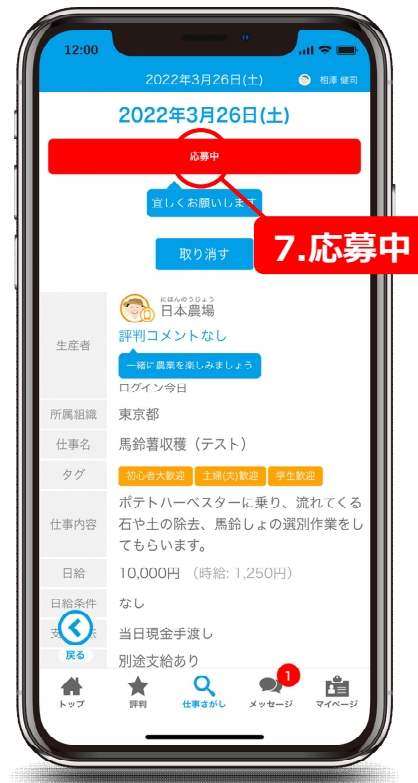 12:00
2022年3月26日(土) 相澤 健司
2022年3月26日(土)
応募中
宜しくお願いします
取り消す
7.応募中
にほんのうじょう
日本農場
生産者
評判コメントなし
一緒に農業を楽しみましょう
ログイン今日
所属組織 東京都
仕事名 馬鈴薯収穫（テスト）
タグ 初心者大歓迎 主婦(夫)歓迎 学生歓迎
仕事内容
ポテトハーベスターに乗り、流れてくる
石や土の除去、馬鈴しょの選別作業をし
てもらいます。
日給 10,000円 （時給: 1,250円）
日給条件 なし
当日現金手渡し
戻る
別途支給あり
1
トップ 評判 仕事さがし メッセージ マイページ